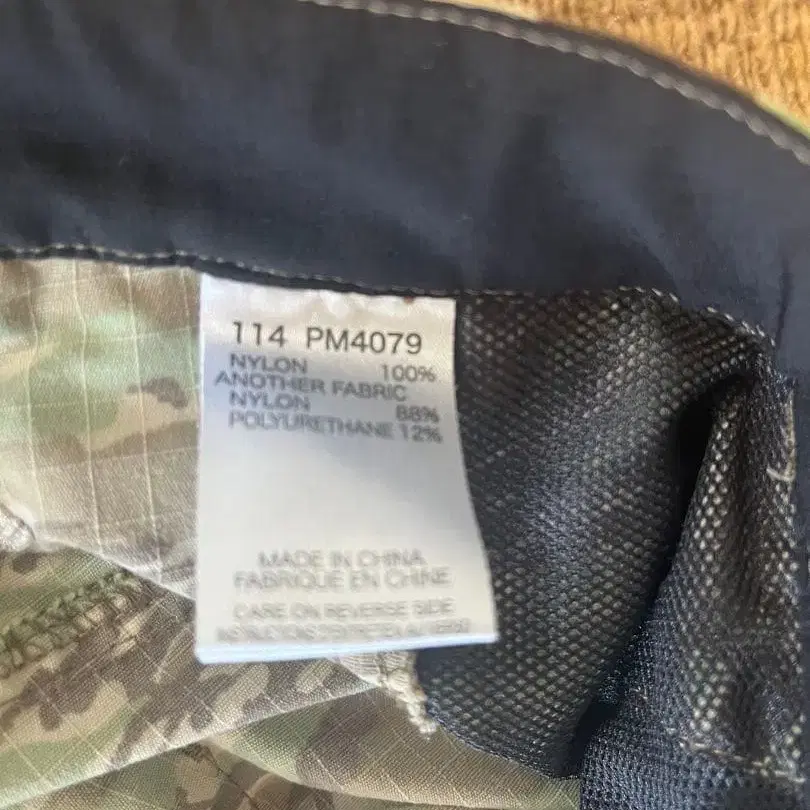 114 PM4079
NYLON 100%
ANOTHER FABRIC
NYLON 88%
POLYURETHANE 12%
MADE IN CHINA
FABRIQUE EN CHINE
CARE ON REVERSE SIDE